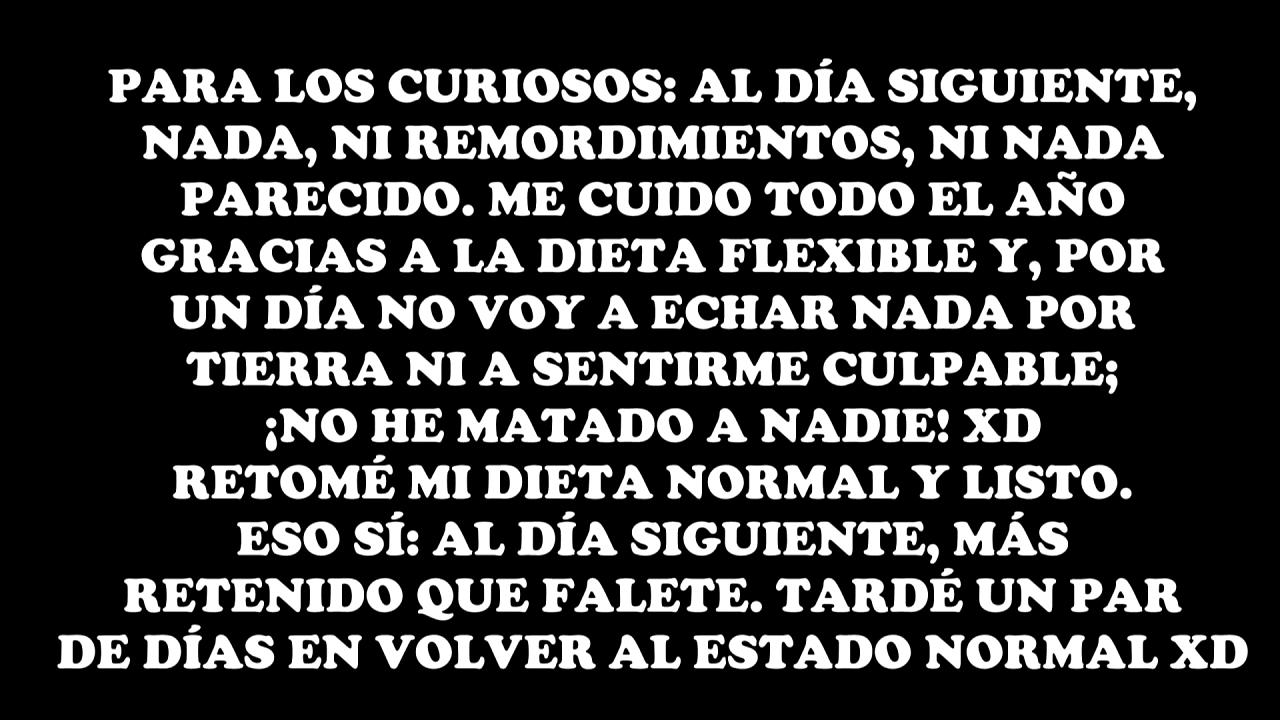 PARA LOS CURIOSOS: AL DÍA SIGUIENTE,
NADA, NI REMORDIMIENTOS, NI NADA
PARECIDO. ME CUIDO TODO EL AÑO
GRACIAS A LA DIETA FLEXIBLE Y, POR
UN DÍA NO VOY A ECHAR NADA POR
TIERRA NI A SENTIRME CULPABLE;
¡NO HE MATADO A NADIE! XD
RETOMÉ MI DIETA NORMAL Y LISTO.
ESO SÍ: AL DÍA SIGUIENTE, MÁS
RETENIDO QUE FALETE. TARDÉ UN PAR
DE DÍAS EN VOLVER AL ESTADO NORMAL XD